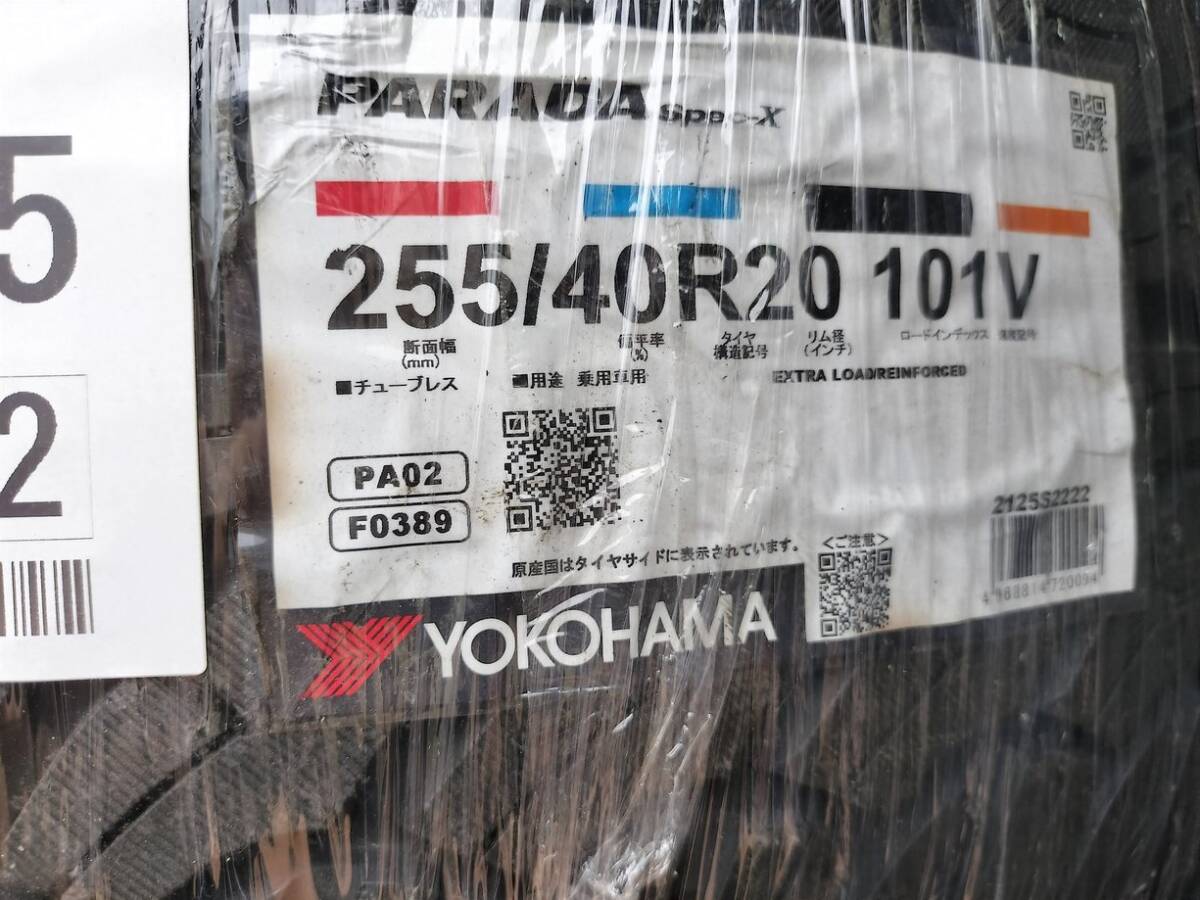 5
2
PARADA Spec-X
255/40R20 101V
断面幅
(mm)
偏平率
(%)
タイヤ
構造記号
リム径
(インチ)
ロードインデックス 速度記号
■チューブレス ■用途 乗用車用
EXTRA LOAD/REINFORCED
PA02
F0389
2125S2222
<ご注意>
原産国はタイヤサイドに表示されています。
YOKOHAMA